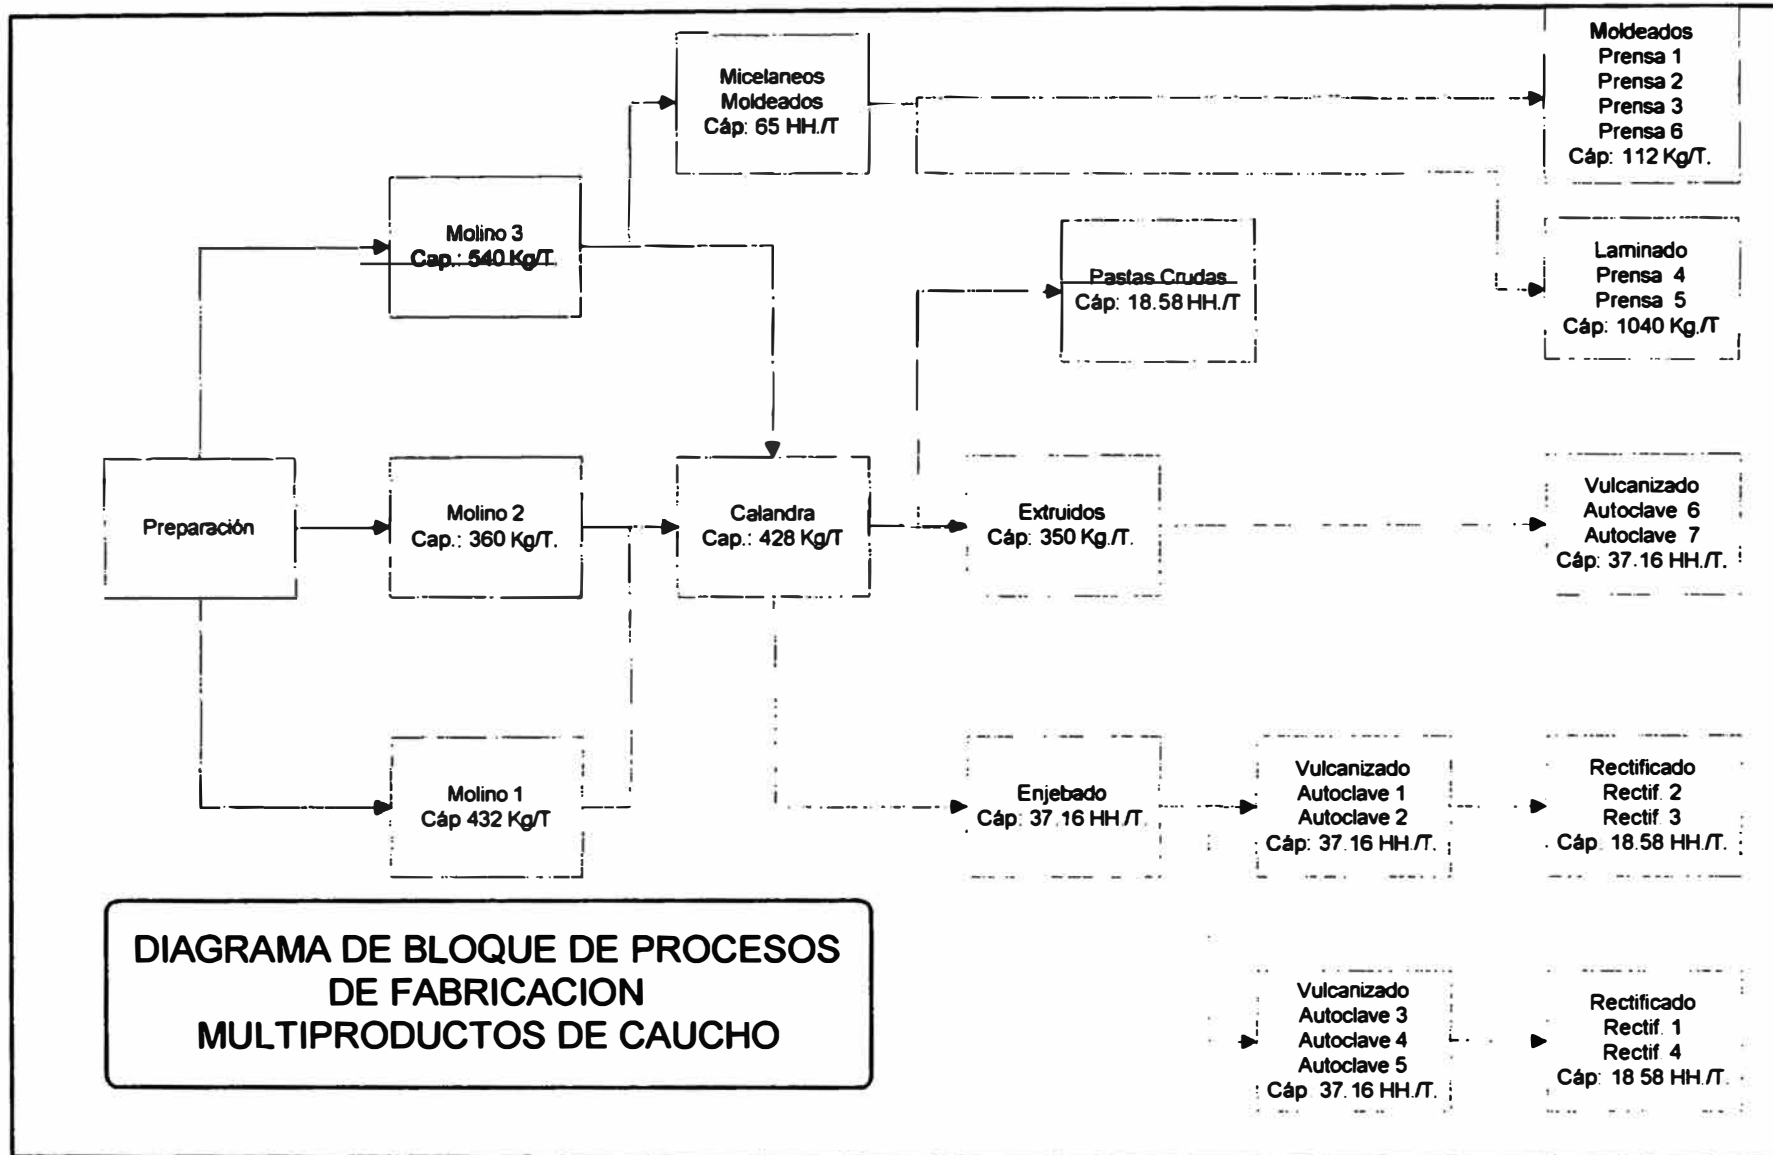 Moldeados
Prensa 1
Prensa 2
Prensa 3
Prensa 6
Cáp: 112 Kg/T.
Micelaneos
Moldeados
Cáp: 65 HH./T
Molino 3
Cap.: 540 Kg/T.
Pastas Crudas
Cáp: 18.58 HH./T
Laminado
Prensa 4
Prensa 5
Cáp: 1040 Kg./T
Preparación
Molino 2
Cap.: 360 Kg/T.
Calandra
Cap.: 428 Kg/T
Extruidos
Cáp: 350 Kg./T.
Vulcanizado
Autoclave 6
Autoclave 7
Cáp: 37.16 HH./T.
Molino 1
Cáp 432 Kg/T
Enjebado
Cáp: 37.16 HH./T.
Vulcanizado
Autoclave 1
Autoclave 2
Cáp: 37.16 HH./T.
Rectificado
Rectif. 2
Rectif. 3
Cáp: 18.58 HH./T.
DIAGRAMA DE BLOQUE DE PROCESOS
DE FABRICACION
MULTIPRODUCTOS DE CAUCHO
Vulcanizado
Autoclave 3
Autoclave 4
Autoclave 5
Cáp 37.16 HH./T.
Rectificado
Rectif. 1
Rectif. 4
Cáp: 18 58 HH./T.